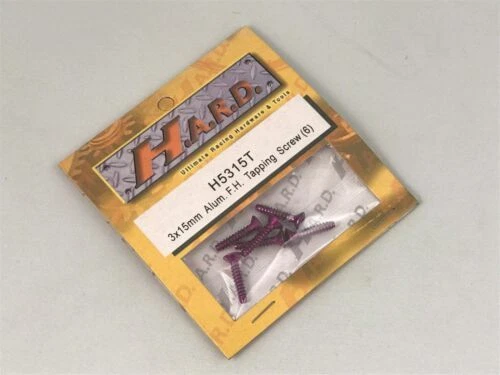 H.A.R.D.
Ultimate Racing Hardware & Tools
H5315T
3x15mm Alum. F.H. Tapping Screw (6)